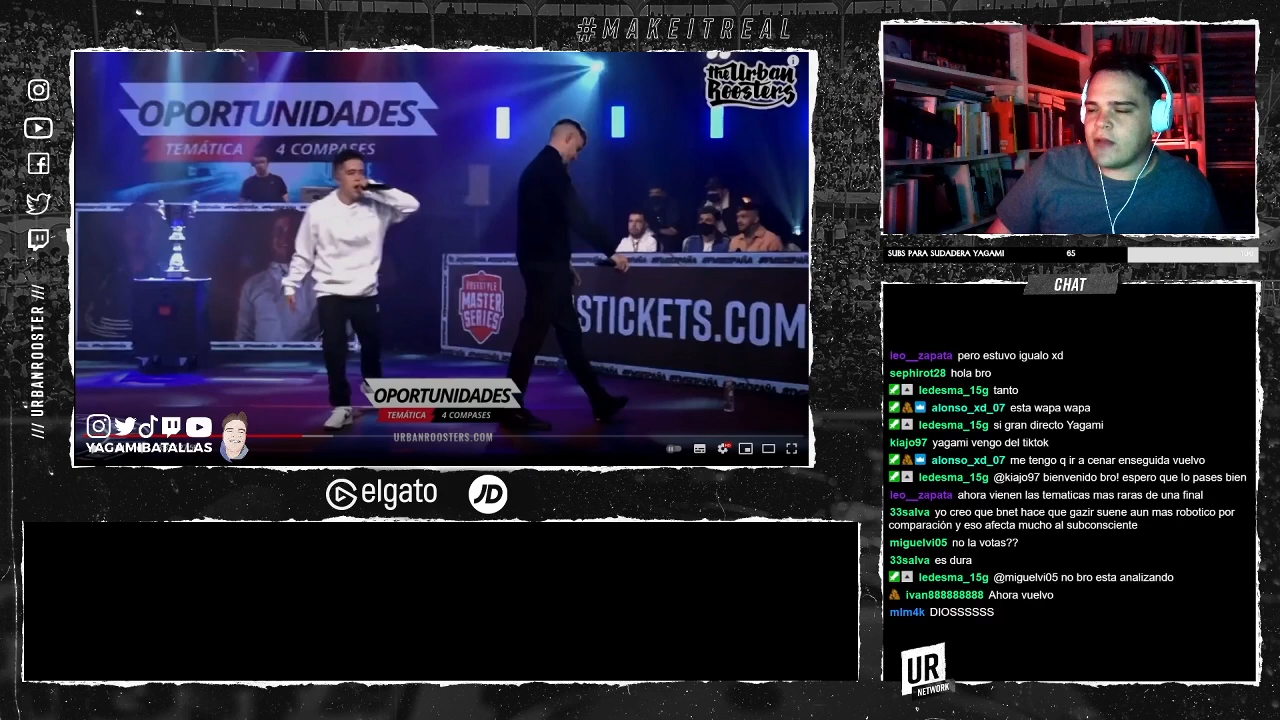 #MAKEITREAL
/// URBANROOSTER ///
the Urban
Roosters
OPORTUNIDADES
TEMÁTICA 4 COMPASES
FREESTYLE
MASTER
SERIES
STICKETS.COM
OPORTUNIDADES
TEMÁTICA 4 COMPASES
URBANROOSTERS.COM
YAGAMIBATALLAS
elgato
JD
SUBS PARA SUDADERA YAGAMI 65 100
CHAT
leo__zapata pero estuvo igualo xd
sephirot28 hola bro
ledesma_15g tanto
alonso_xd_07 esta wapa wapa
ledesma_15g si gran directo Yagami
kiajo97 yagami vengo del tiktok
alonso_xd_07 me tengo q ir a cenar enseguida vuelvo
ledesma_15g @kiajo97 bienvenido bro! espero que lo pases bien
leo__zapata ahora vienen las tematicas mas raras de una final
33salva yo creo que bnet hace que gazir suene aun mas robotico por
comparación y eso afecta mucho al subconsciente
miguelvi05 no la votas??
33salva es dura
ledesma_15g @miguelvi05 no bro esta analizando
ivan888888888 Ahora vuelvo
mlm4k DIOSSSSSS
UR
NETWORK